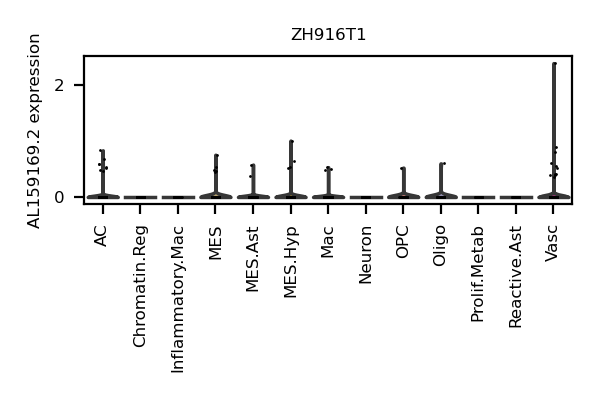 ZH916T1
AL159169.2 expression
2
0
AC
Chromatin.Reg
Inflammatory.Mac
MES
MES.Ast
MES.Hyp
Mac
Neuron
OPC
Oligo
Prolif.Metab
Reactive.Ast
Vasc